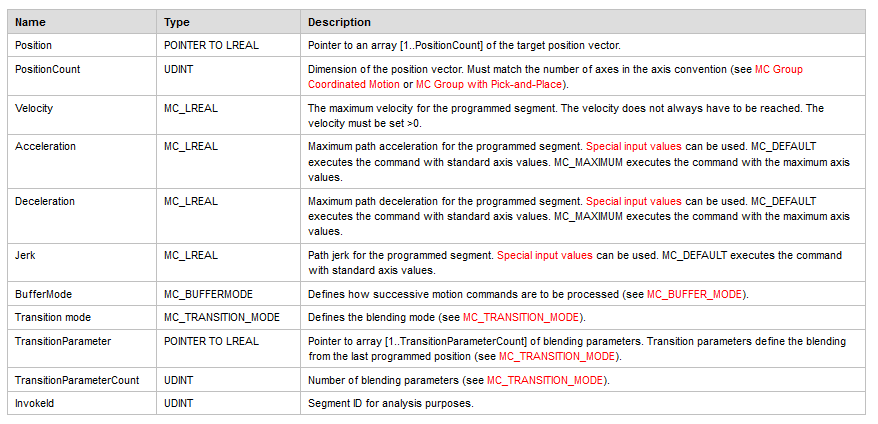 Name Type Description
Position POINTER TO LREAL Pointer to an array [1..PositionCount] of the target position vector.
PositionCount UDINT Dimension of the position vector. Must match the number of axes in the axis convention (see MC Group
Coordinated Motion or MC Group with Pick-and-Place).
Velocity MC_LREAL The maximum velocity for the programmed segment. The velocity does not always have to be reached. The
velocity must be set >0.
Acceleration MC_LREAL Maximum path acceleration for the programmed segment. Special input values can be used. MC_DEFAULT
executes the command with standard axis values. MC_MAXIMUM executes the command with the maximum axis
values.
Deceleration MC_LREAL Maximum path deceleration for the programmed segment. Special input values can be used. MC_DEFAULT
executes the command with standard axis values. MC_MAXIMUM executes the command with the maximum axis
values.
Jerk MC_LREAL Path jerk for the programmed segment. Special input values can be used. MC_DEFAULT executes the command
with standard axis values.
BufferMode MC_BUFFERMODE Defines how successive motion commands are to be processed (see MC_BUFFER_MODE).
Transition mode MC_TRANSITION_MODE Defines the blending mode (see MC_TRANSITION_MODE).
TransitionParameter POINTER TO LREAL Pointer to array [1..TransitionParameterCount] of blending parameters. Transition parameters define the blending
from the last programmed position (see MC_TRANSITION_MODE).
TransitionParameterCount UDINT Number of blending parameters (see MC_TRANSITION_MODE).
InvokeId UDINT Segment ID for analysis purposes.